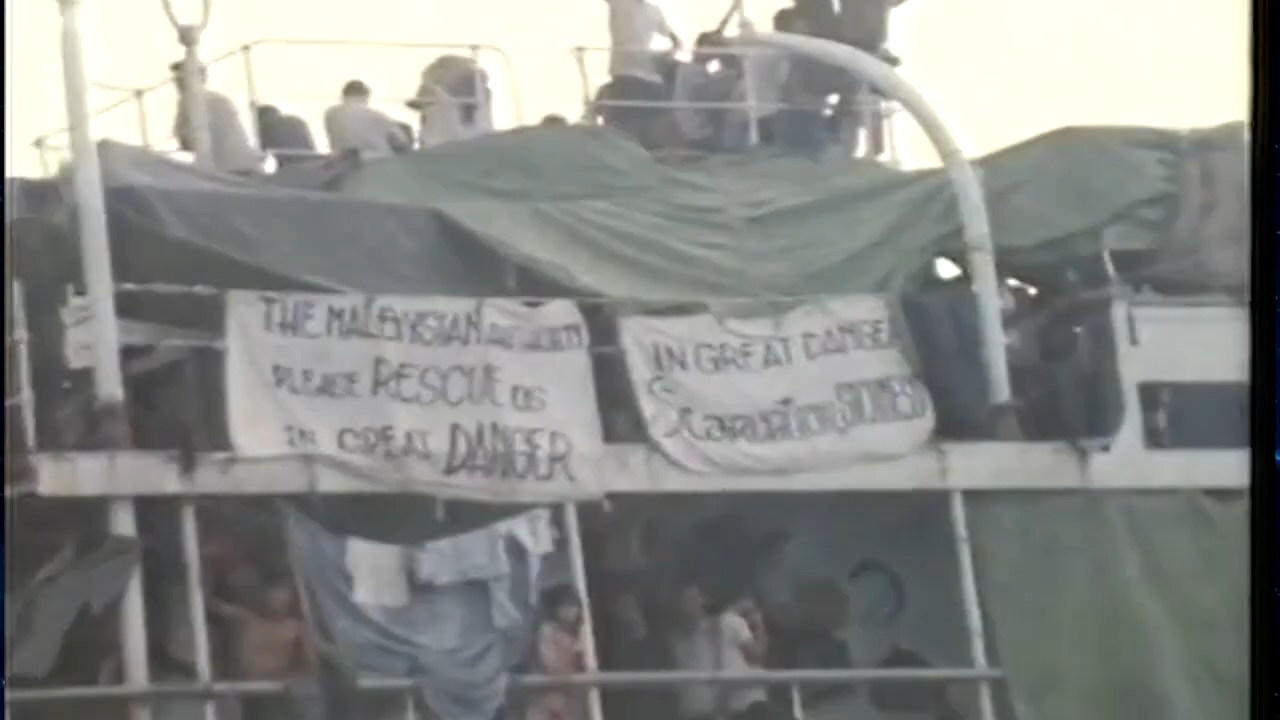 THE MALAYSIAN
PLEASE RESCUE US
IN GREAT DANGER
IN GREAT DANGER